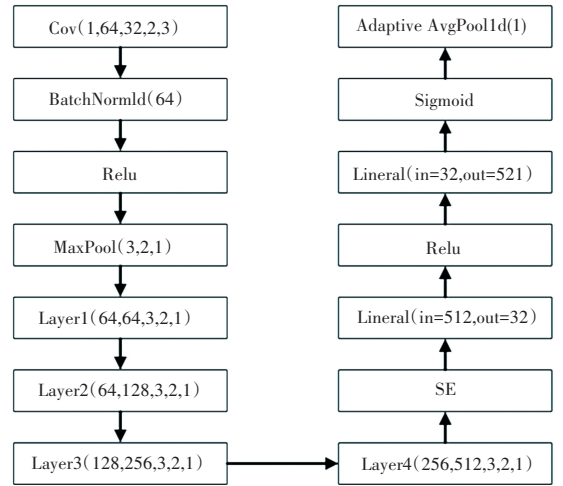 Cov(1,64,32,2,3)
BatchNormld(64)
Relu
MaxPool(3,2,1)
Layer1(64,64,3,2,1)
Layer2(64,128,3,2,1)
Layer3(128,256,3,2,1)
Layer4(256,512,3,2,1)
SE
Lineral(in=512,out=32)
Relu
Lineral(in=32,out=521)
Sigmoid
Adaptive AvgPool1d(1)